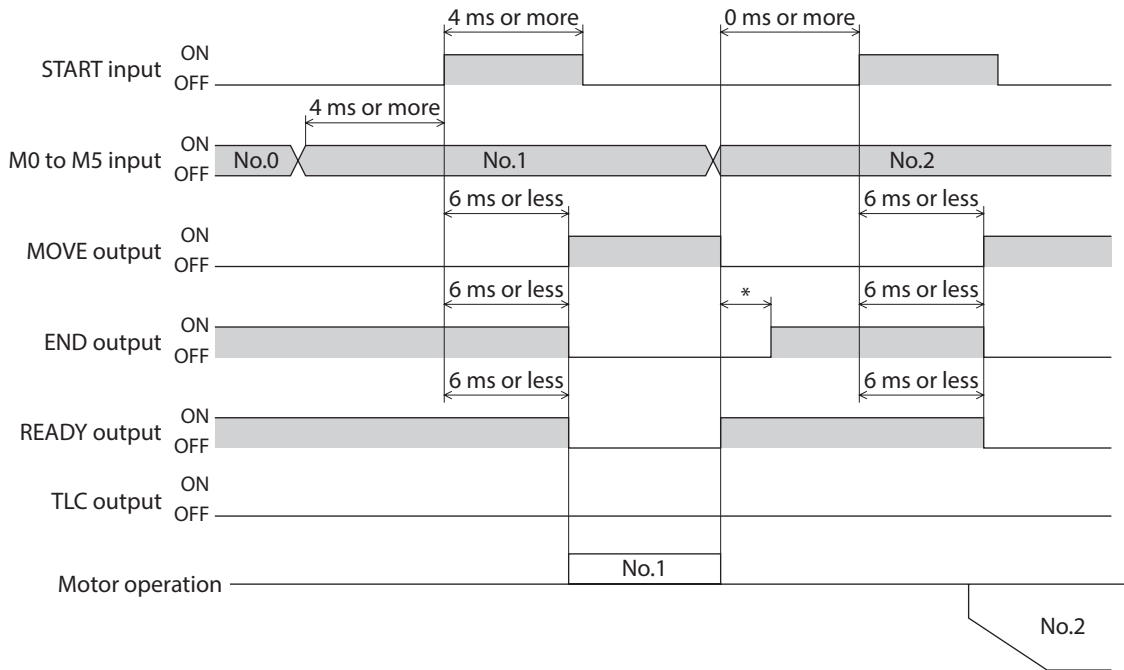 4 ms or more
0 ms or more
START input
ON
OFF
4 ms or more
M0 to M5 input
ON
OFF
No.0
No.1
No.2
6 ms or less
6 ms or less
MOVE output
ON
OFF
6 ms or less
*
6 ms or less
END output
ON
OFF
6 ms or less
6 ms or less
READY output
ON
OFF
TLC output
ON
OFF
Motor operation
No.1
No.2